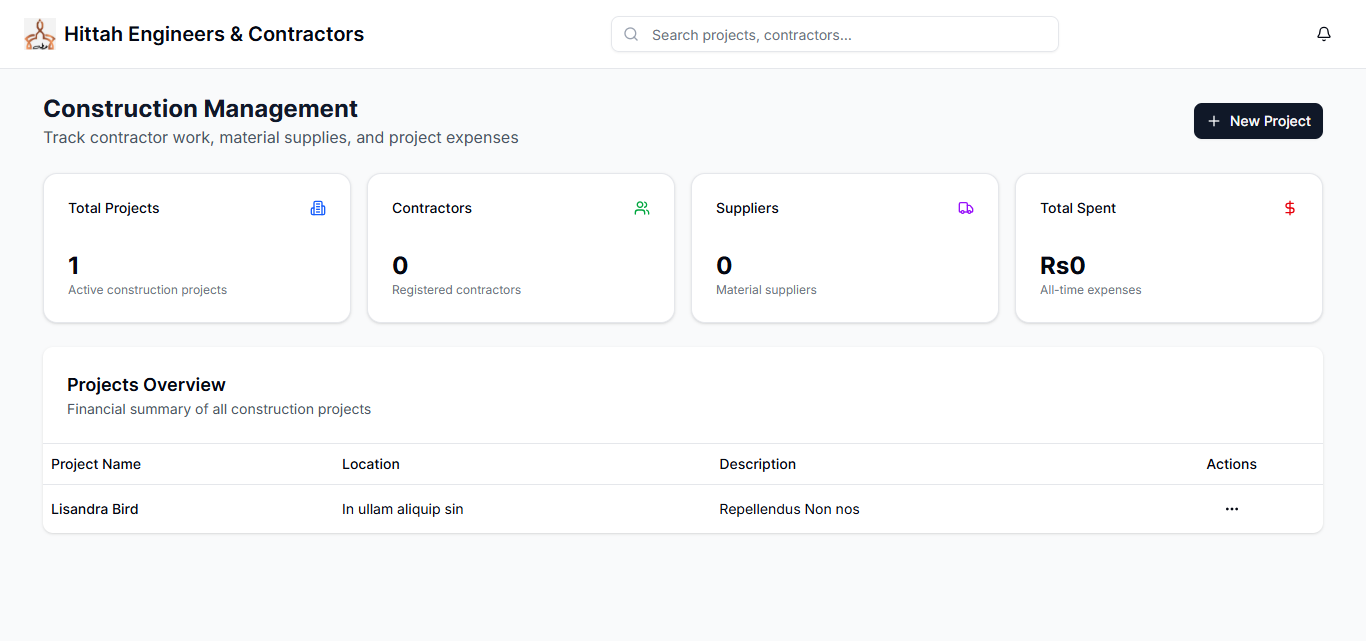 Hittah Engineers & Contractors
Search projects, contractors...
Construction Management
Track contractor work, material supplies, and project expenses
New Project
Total Projects
1
Active construction projects
Contractors
0
Registered contractors
Suppliers
0
Material suppliers
Total Spent
Rs0
All-time expenses
Projects Overview
Financial summary of all construction projects
Project Name Location Description Actions
Lisandra Bird In ullam aliquip sin Repellendus Non nos